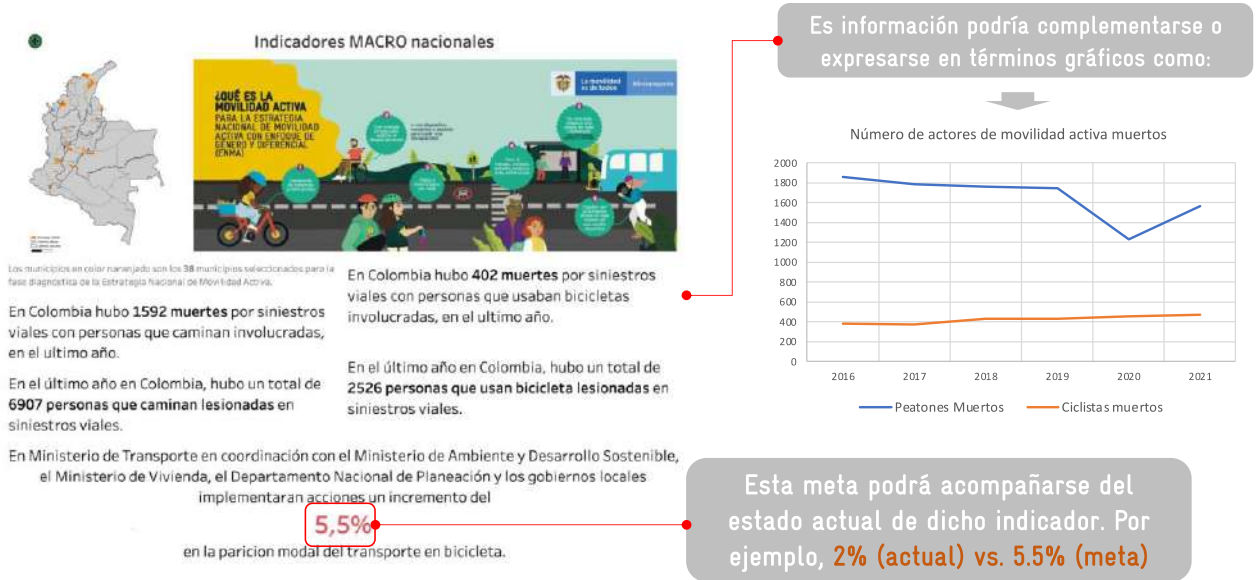 Indicadores MACRO nacionales
¿QUÉ ES LA
MOVILIDAD ACTIVA
PARA LA ESTRATEGIA
NACIONAL DE MOVILIDAD
ACTIVA CON ENFOQUE DE
GÉNERO Y DIFERENCIAL
(ENMA)
La movilidad
es de todos
Mintransporte
Los municipios en color naranjado son los 38 municipios seleccionados para la
fase diagnostica de la Estrategia Nacional de Movilidad Activa.
En Colombia hubo 1592 muertes por siniestros
viales con personas que caminan involucradas,
en el ultimo año.
En el último año en Colombia, hubo un total de
6907 personas que caminan lesionadas en
siniestros viales.
En Colombia hubo 402 muertes por siniestros
viales con personas que usaban bicicletas
involucradas, en el ultimo año.
En el último año en Colombia, hubo un total de
2526 personas que usan bicicleta lesionadas en
siniestros viales.
En Ministerio de Transporte en coordinación con el Ministerio de Ambiente y Desarrollo Sostenible,
el Ministerio de Vivienda, el Departamento Nacional de Planeación y los gobiernos locales
implementaran acciones un incremento del
5,5%
en la paricion modal del transporte en bicicleta.
Es información podría complementarse o
expresarse en términos gráficos como:
Número de actores de movilidad activa muertos
2000
1800
1600
1400
1200
1000
800
600
400
200
0
2016 2017 2018 2019 2020 2021
Peatones Muertos Ciclistas muertos
Esta meta podrá acompañarse del
estado actual de dicho indicador. Por
ejemplo, 2% (actual) vs. 5.5% (meta)